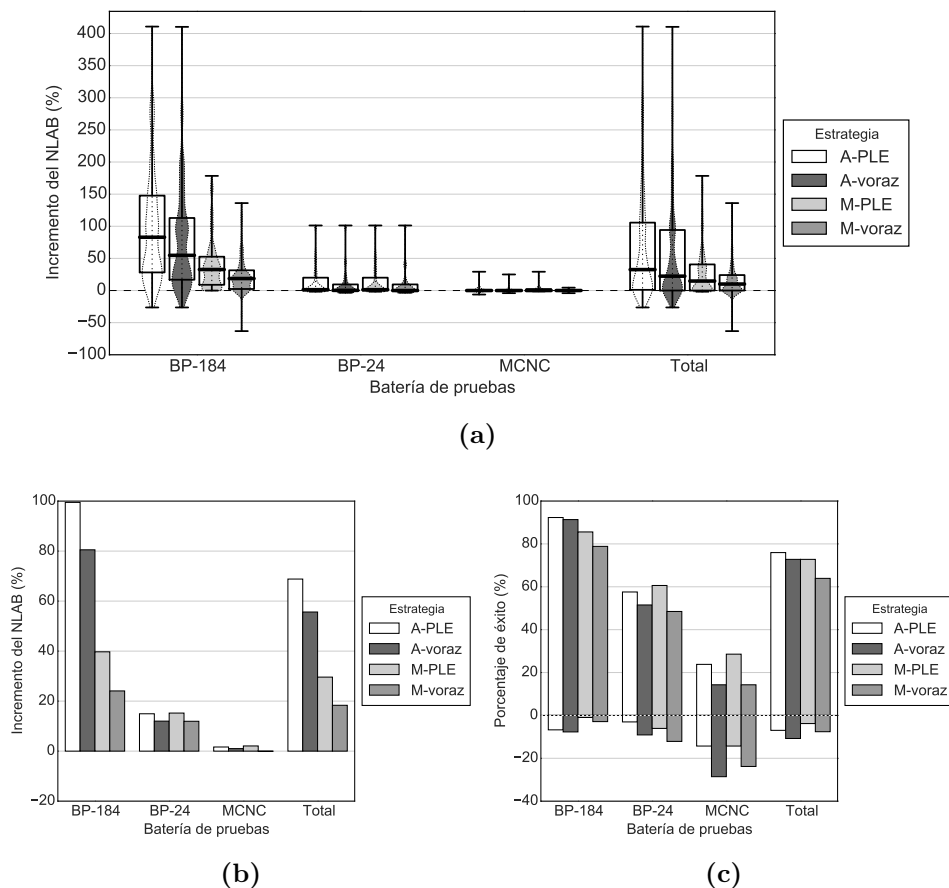 400
350
300
250
200
150
100
50
0
−50
−100
Incremento del NLAB (%)
BP-184 BP-24 MCNC Total
Batería de pruebas
Estrategia
A-PLE
A-voraz
M-PLE
M-voraz
(a)
100
80
60
40
20
0
−20
Incremento del NLAB (%)
BP-184 BP-24 MCNC Total
Batería de pruebas
Estrategia
A-PLE
A-voraz
M-PLE
M-voraz
(b)
100
80
60
40
20
0
−20
−40
Porcentaje de éxito (%)
BP-184 BP-24 MCNC Total
Batería de pruebas
Estrategia
A-PLE
A-voraz
M-PLE
M-voraz
(c)